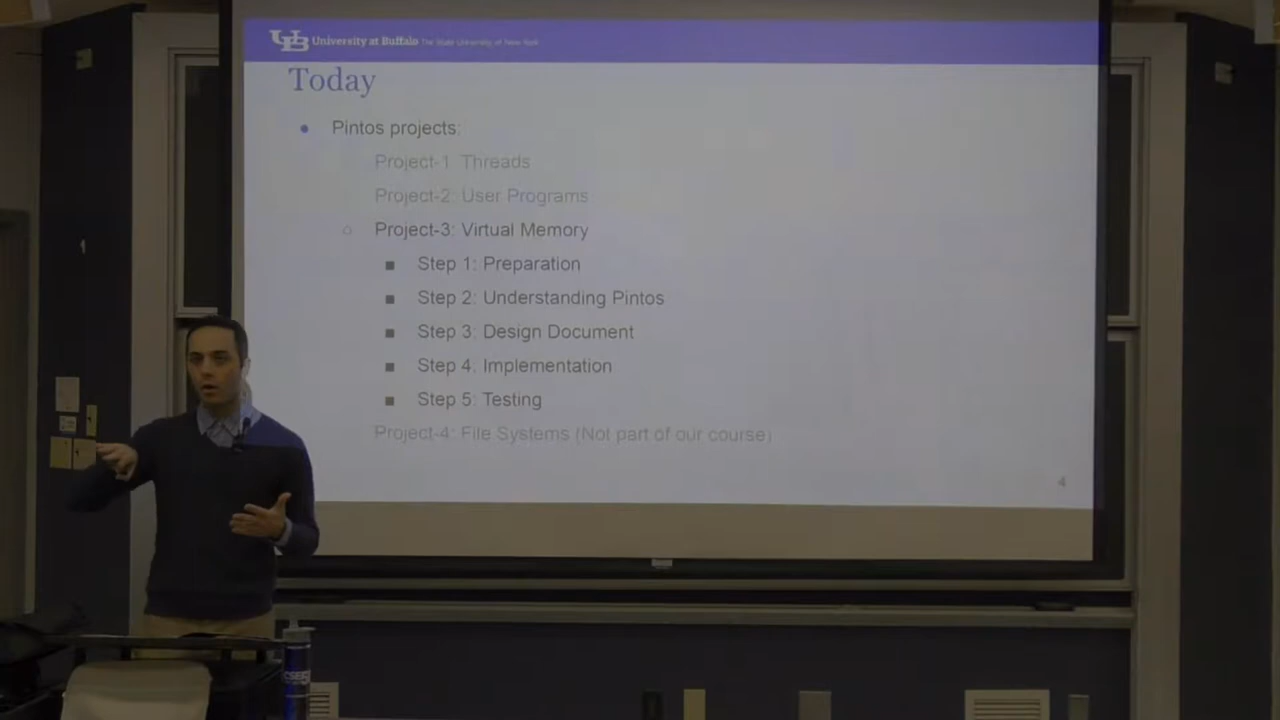 University at Buffalo The State University of New York
Today
Pintos projects:
Project-1: Threads
Project-2: User Programs
Project-3: Virtual Memory
Step 1: Preparation
Step 2: Understanding Pintos
Step 3: Design Document
Step 4: Implementation
Step 5: Testing
Project-4: File Systems (Not part of our course)
4
CSE